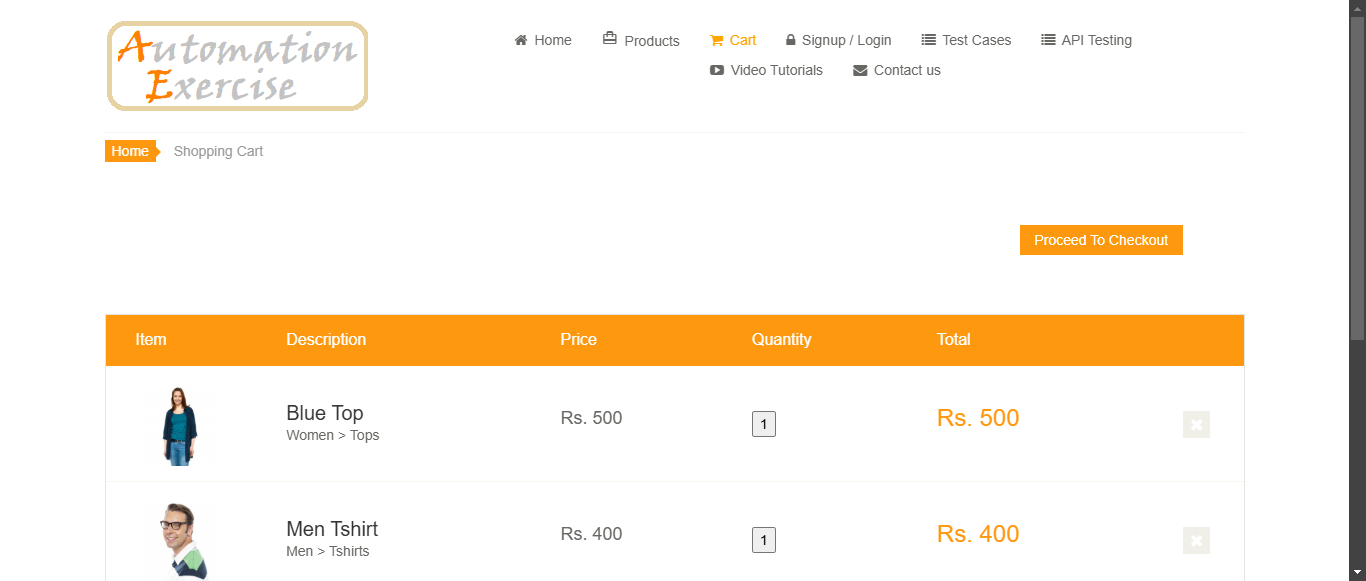 Automation
Exercise
Home Products Cart Signup / Login Test Cases API Testing
Video Tutorials Contact us
Home Shopping Cart
Proceed To Checkout
Item Description Price Quantity Total
Blue Top
Women > Tops
Rs. 500 1 Rs. 500
Men Tshirt
Men > Tshirts
Rs. 400 1 Rs. 400